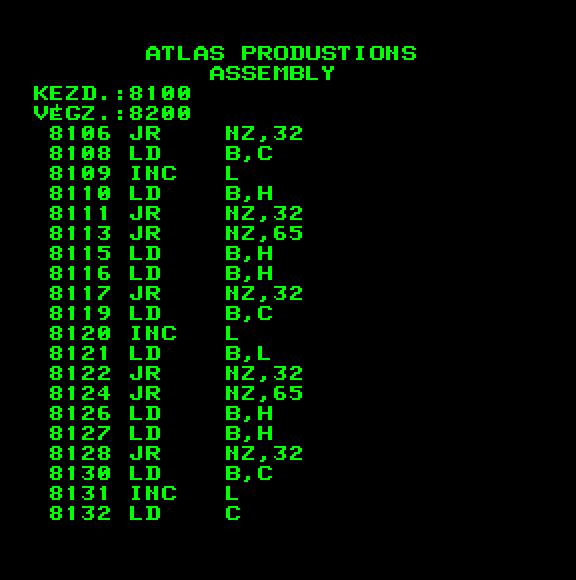 ATLAS PRODUSTIONS
ASSEMBLY
KEZD.:8100
VÉGZ.:8200
8106 JR NZ,32
8108 LD B,C
8109 INC L
8110 LD B,H
8111 JR NZ,32
8113 JR NZ,65
8115 LD B,H
8116 LD B,H
8117 JR NZ,32
8119 LD B,C
8120 INC L
8121 LD B,L
8122 JR NZ,32
8124 JR NZ,65
8126 LD B,H
8127 LD B,H
8128 JR NZ,32
8130 LD B,C
8131 INC L
8132 LD C